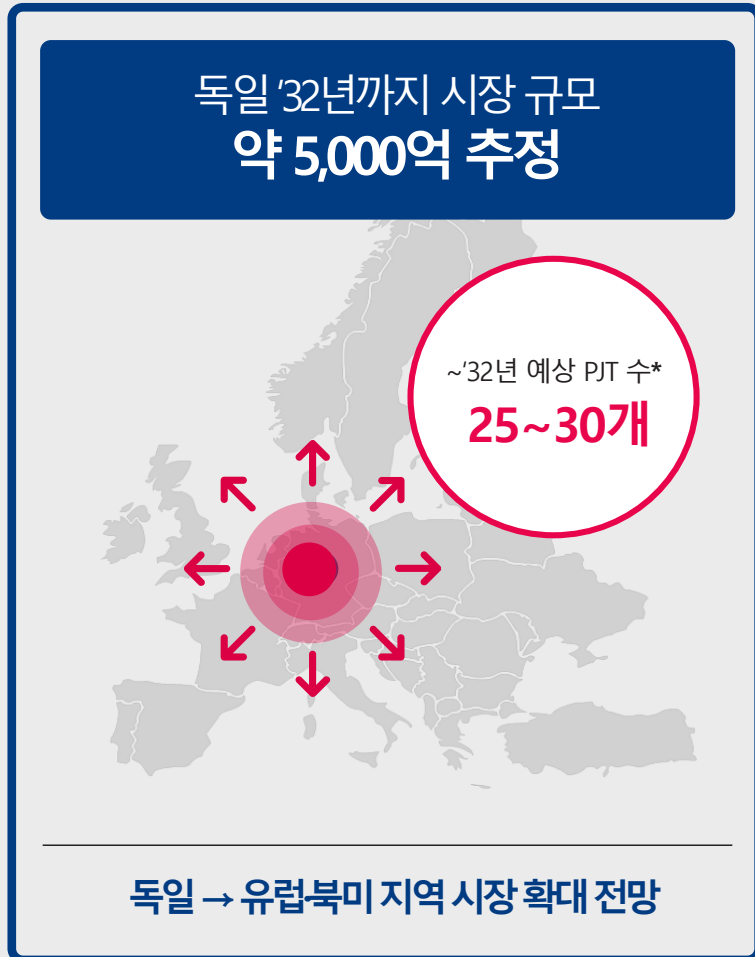 독일 ‘32년까지 시장 규모
약 5,000억 추정
~‘32년 예상 PJT 수*
25~30개
독일 → 유럽·북미 지역 시장 확대 전망